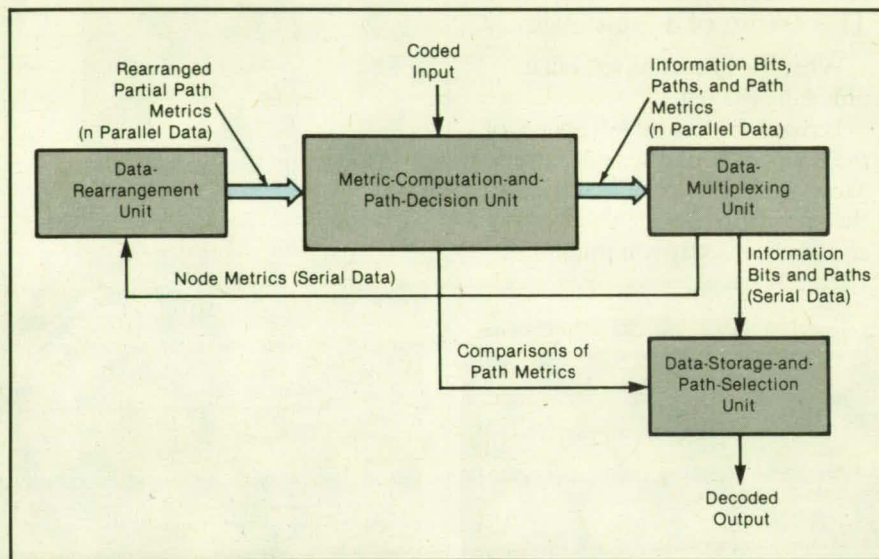 Rearranged
Partial Path
Metrics
(n Parallel Data)
Coded
Input
Information Bits,
Paths, and Path
Metrics
(n Parallel Data)
Data-
Rearrangement
Unit
Metric-Computation-and-
Path-Decision Unit
Data-
Multiplexing
Unit
Node Metrics (Serial Data)
Information
Bits and Paths
(Serial Data)
Comparisons of
Path Metrics
Data-Storage-and-
Path-Selection
Unit
Decoded
Output